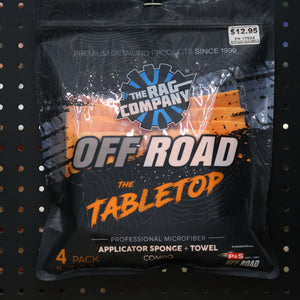 $12.95
PREMIUM DETAILING PRODUCTS SINCE 1999
THE RAG
COMPANY
OFF ROAD
THE
TABLETOP
PROFESSIONAL MICROFIBER
4 PACK
APPLICATOR SPONGE + TOWEL
COMBO
P&S
OFF ROAD